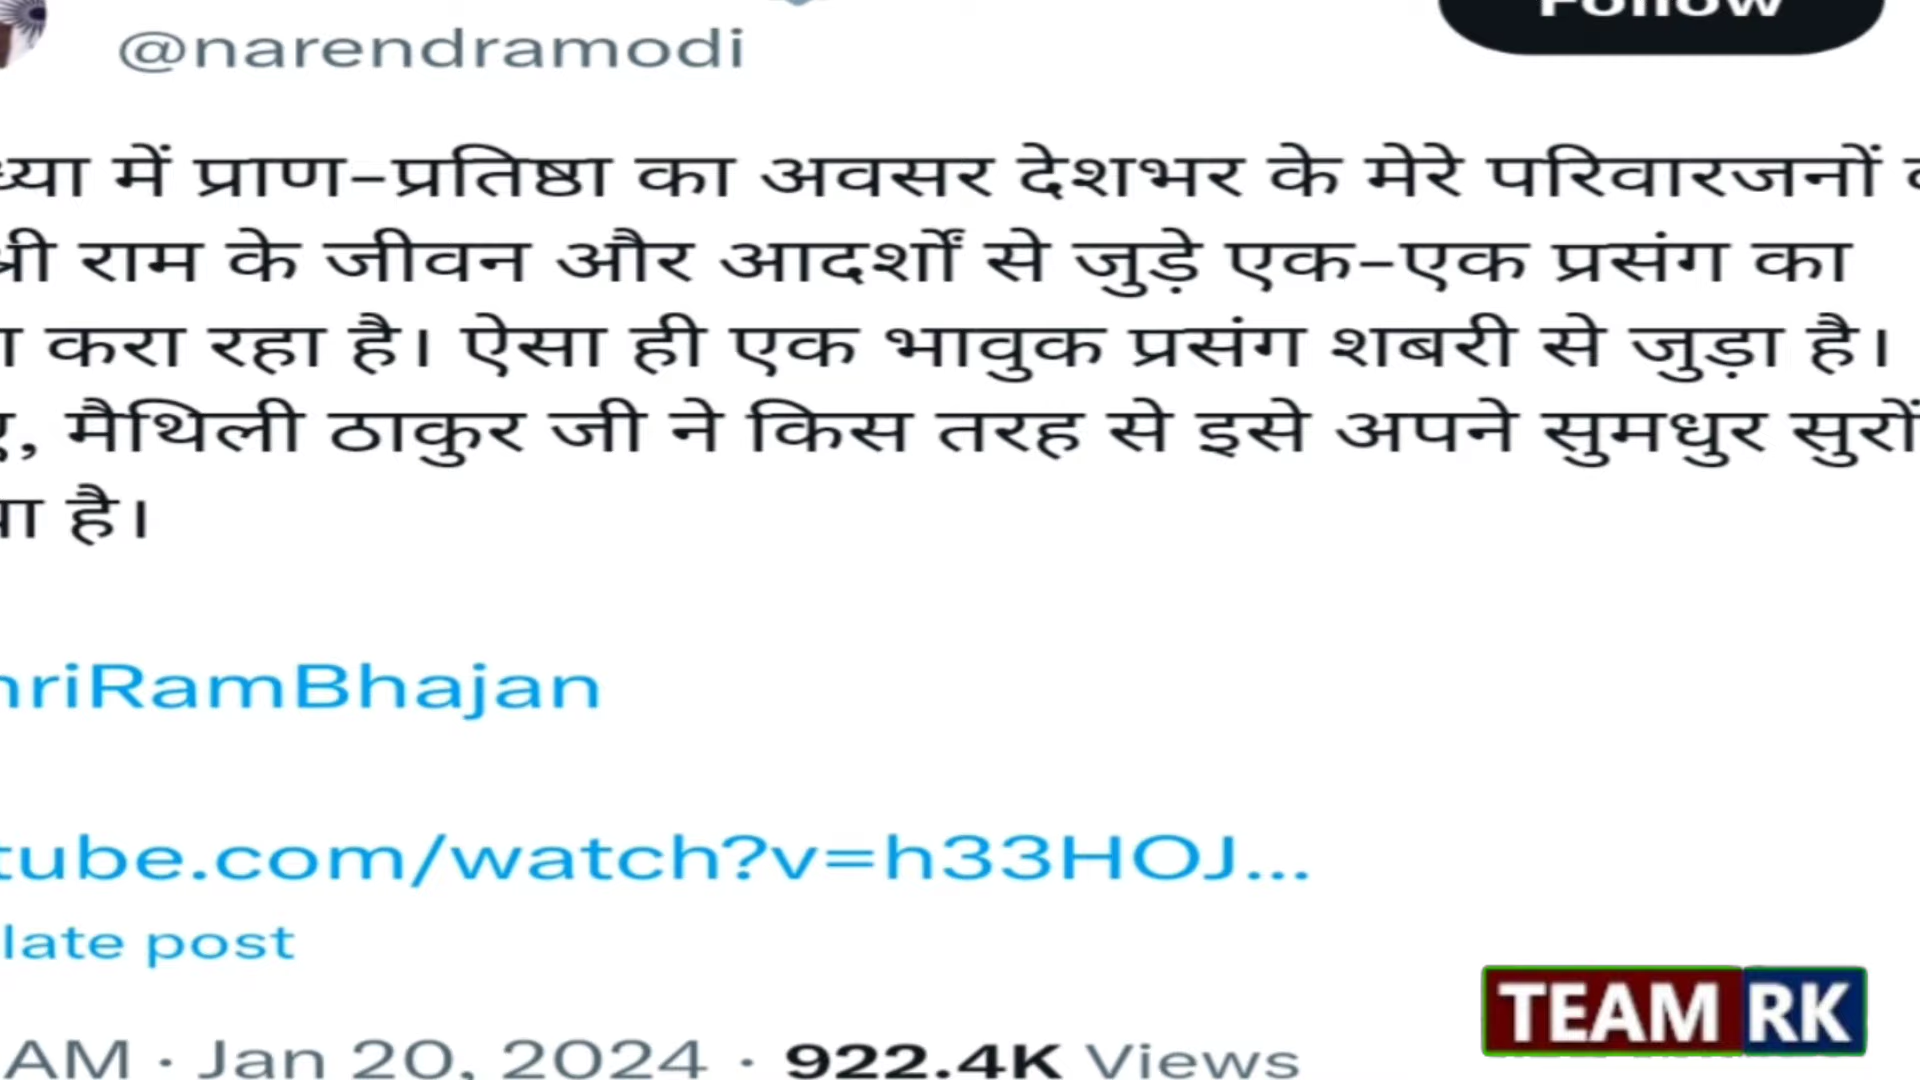 Follow
@narendramodi
में प्राण-प्रतिष्ठा का अवसर देशभर के मेरे परिवारजनों
राम के जीवन और आदर्शों से जुड़े एक-एक प्रसंग का
करा रहा है। ऐसा ही एक भावुक प्रसंग शबरी से जुड़ा है।
मैथिली ठाकुर जी ने किस तरह से इसे अपने सुमधुर सुरों
है।
hriRamBhajan
tube.com/watch?v=h33HOJ...
late post
AM · Jan 20, 2024 · 922.4K Views
TEAM RK